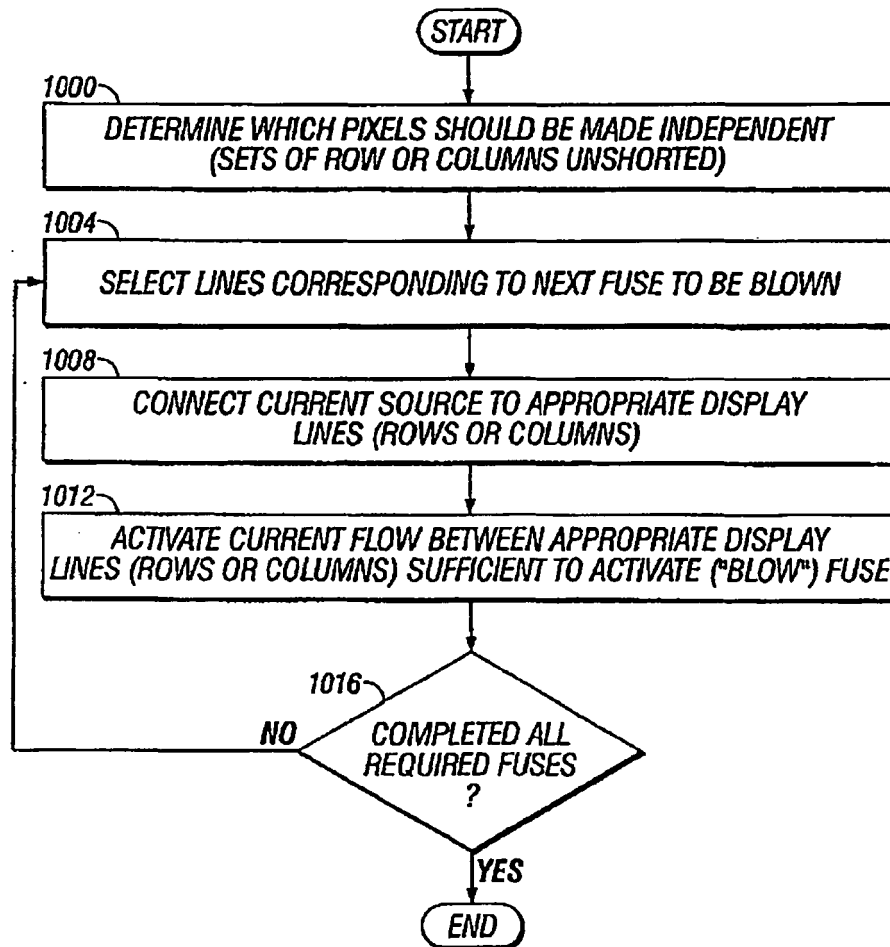 START
1000
DETERMINE WHICH PIXELS SHOULD BE MADE INDEPENDENT
(SETS OF ROW OR COLUMNS UNSHORTED)
1004
SELECT LINES CORRESPONDING TO NEXT FUSE TO BE BLOWN
1008
CONNECT CURRENT SOURCE TO APPROPRIATE DISPLAY
LINES (ROWS OR COLUMNS)
1012
ACTIVATE CURRENT FLOW BETWEEN APPROPRIATE DISPLAY
LINES (ROWS OR COLUMNS) SUFFICIENT TO ACTIVATE ("BLOW") FUSE
1016
NO
COMPLETED ALL
REQUIRED FUSES
?
YES
END